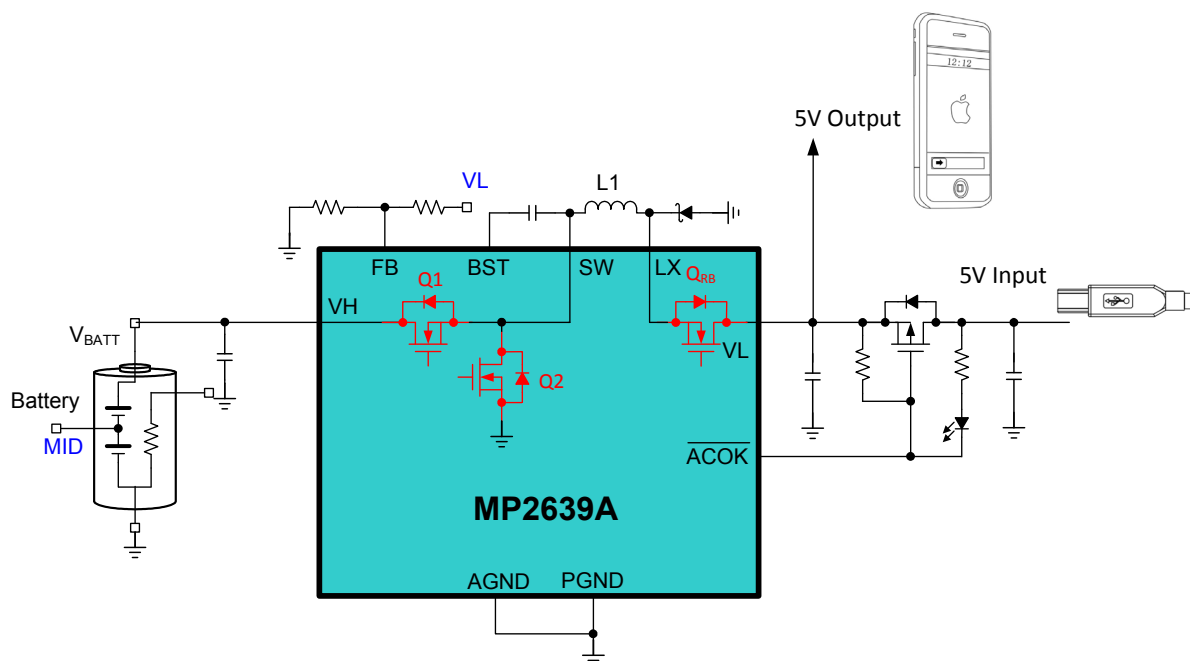 12:12
5V Output
VL
L1
5V Input
FB
BST
SW
LX
Q1
QRB
VH
VL
VBATT
Q2
Battery
MID
ACOK
MP2639A
AGND
PGND